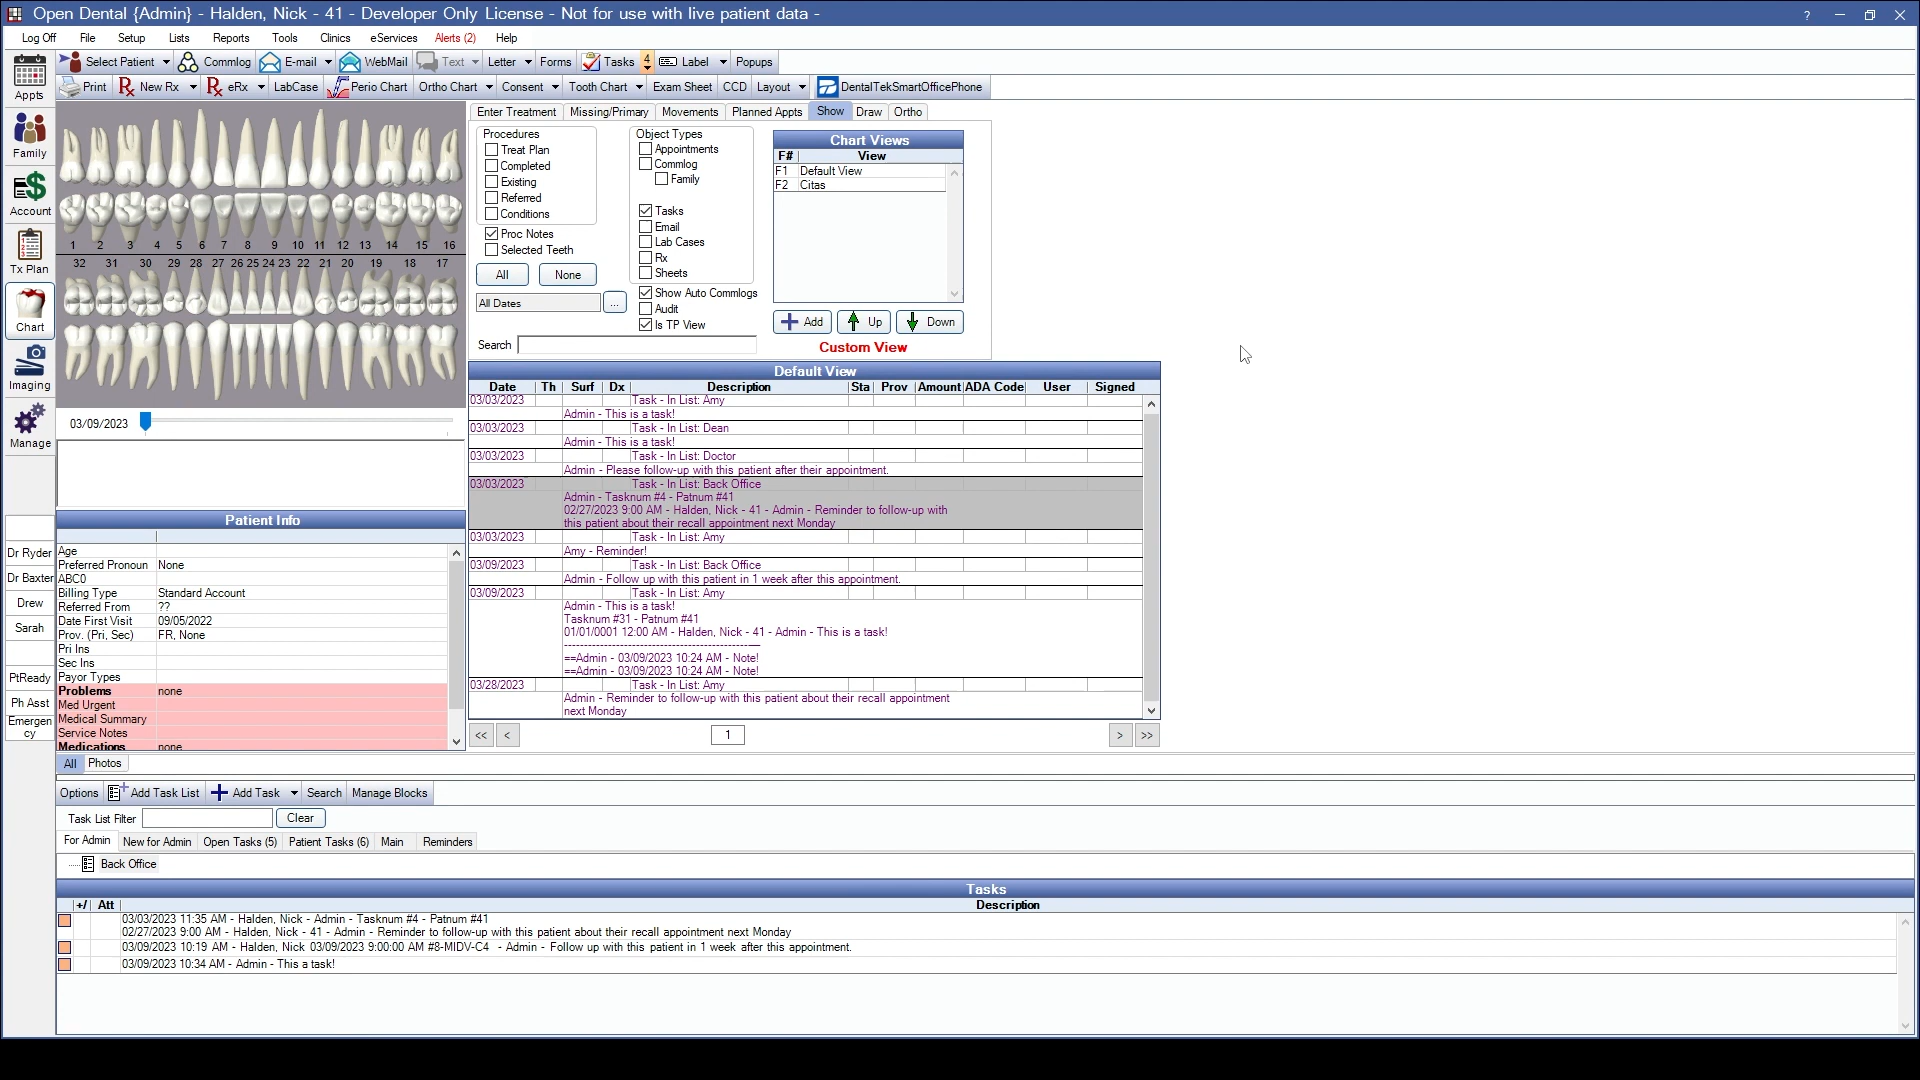 Open Dental {Admin} - Halden, Nick - 41 - Developer Only License - Not for use with live patient data -
Log Off File Setup Lists Reports Tools Clinics eServices Alerts (2) Help
Select Patient Commlog E-mail WebMail Text Letter Forms Tasks 4 Label Popups
Print New Rx eRx LabCase Perio Chart Ortho Chart Consent Tooth Chart Exam Sheet CCD Layout DentalTekSmartOfficePhone
Appts
Family
Account
Tx Plan
Chart
Imaging
Manage
Dr Ryder
Dr Baxter
Drew
Sarah
PtReady
Ph Asst
Emergen
cy
1 2 3 4 5 6 7 8 9 10 11 12 13 14 15 16
32 31 30 29 28 27 26 25 24 23 22 21 20 19 18 17
03/09/2023
Patient Info
Age
Preferred Pronoun None
ABC0
Billing Type Standard Account
Referred From ??
Date First Visit 09/05/2022
Prov. (Pri, Sec) FR, None
Pri Ins
Sec Ins
Payor Types
Problems none
Med Urgent
Medical Summary
Service Notes
Medications none
All Photos
Enter Treatment Missing/Primary Movements Planned Appts Show Draw Ortho
Procedures
Treat Plan
Completed
Existing
Referred
Conditions
Proc Notes
Selected Teeth
All None
All Dates ...
Search
Object Types
Appointments
Commlog
Family
Tasks
Email
Lab Cases
Rx
Sheets
Show Auto Commlogs
Audit
Is TP View
Chart Views
F# View
F1 Default View
F2 Citas
Add Up Down
Custom View
Default View
Date Th Surf Dx Description Sta Prov Amount ADA Code User Signed
03/03/2023 Task - In List: Amy
Admin - This is a task!
03/03/2023 Task - In List: Dean
Admin - This is a task!
03/03/2023 Task - In List: Doctor
Admin - Please follow-up with this patient after their appointment.
03/03/2023 Task - In List: Back Office
Admin - Tasknum #4 - Patnum #41
02/27/2023 9:00 AM - Halden, Nick - 41 - Admin - Reminder to follow-up with
this patient about their recall appointment next Monday
03/03/2023 Task - In List: Amy
Amy - Reminder!
03/09/2023 Task - In List: Back Office
Admin - Follow up with this patient in 1 week after this appointment.
03/09/2023 Task - In List: Amy
Admin - This is a task!
Tasknum #31 - Patnum #41
01/01/0001 12:00 AM - Halden, Nick - 41 - Admin - This is a task!
--------------------------------------------------
==Admin - 03/09/2023 10:24 AM - Note!
==Admin - 03/09/2023 10:24 AM - Note!
03/28/2023 Task - In List: Amy
Admin - Reminder to follow-up with this patient about their recall appointment
next Monday
<< < 1 > >>
Options Add Task List Add Task Search Manage Blocks
Task List Filter Clear
For Admin New for Admin Open Tasks (5) Patient Tasks (6) Main Reminders
Back Office
Tasks
+/ Att Description
03/03/2023 11:35 AM - Halden, Nick - Admin - Tasknum #4 - Patnum #41
02/27/2023 9:00 AM - Halden, Nick - 41 - Admin - Reminder to follow-up with this patient about their recall appointment next Monday
03/09/2023 10:19 AM - Halden, Nick 03/09/2023 9:00:00 AM #8-MIDV-C4 - Admin - Follow up with this patient in 1 week after this appointment.
03/09/2023 10:34 AM - Admin - This a task!